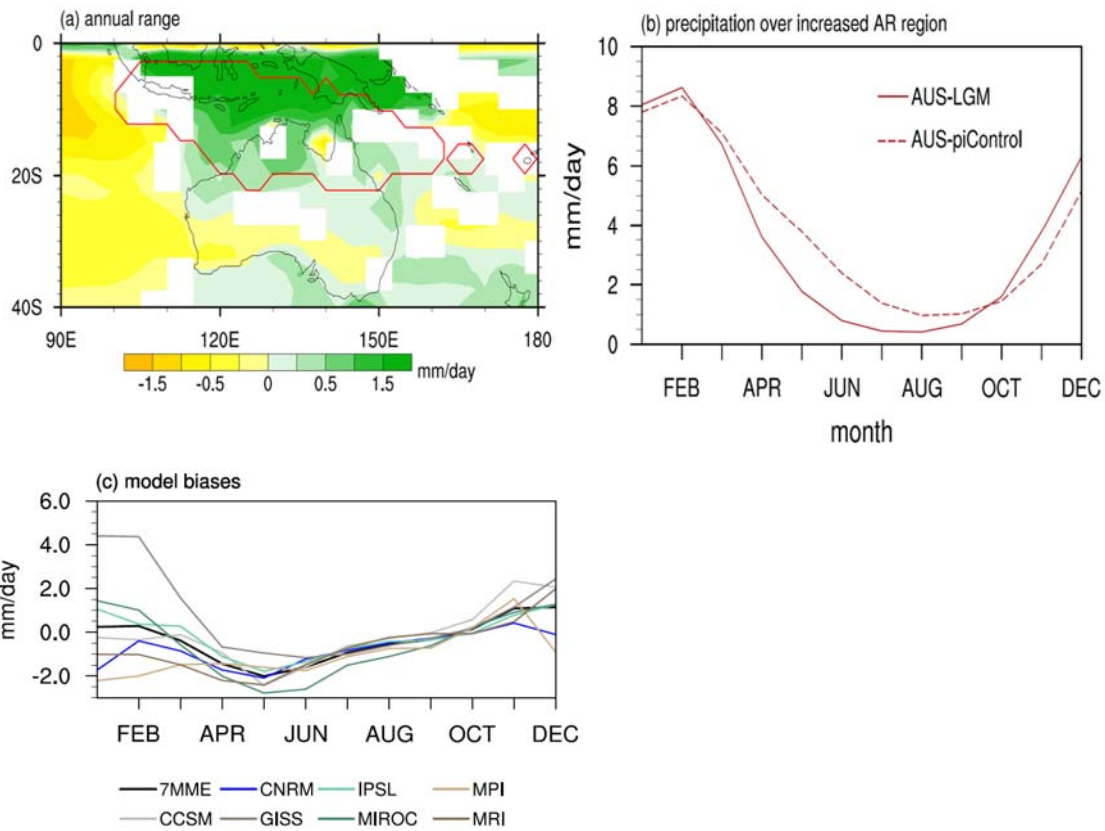 (a) annual range
0
20S
40S
90E 120E 150E 180
-1.5 -0.5 0 0.5 1.5 mm/day
(b) precipitation over increased AR region
10
8
6
4
2
0
mm/day
AUS-LGM
AUS-piControl
FEB APR JUN AUG OCT DEC
month
(c) model biases
6.0
4.0
2.0
0.0
-2.0
mm/day
FEB APR JUN AUG OCT DEC
7MME CNRM IPSL MPI
CCSM GISS MIROC MRI